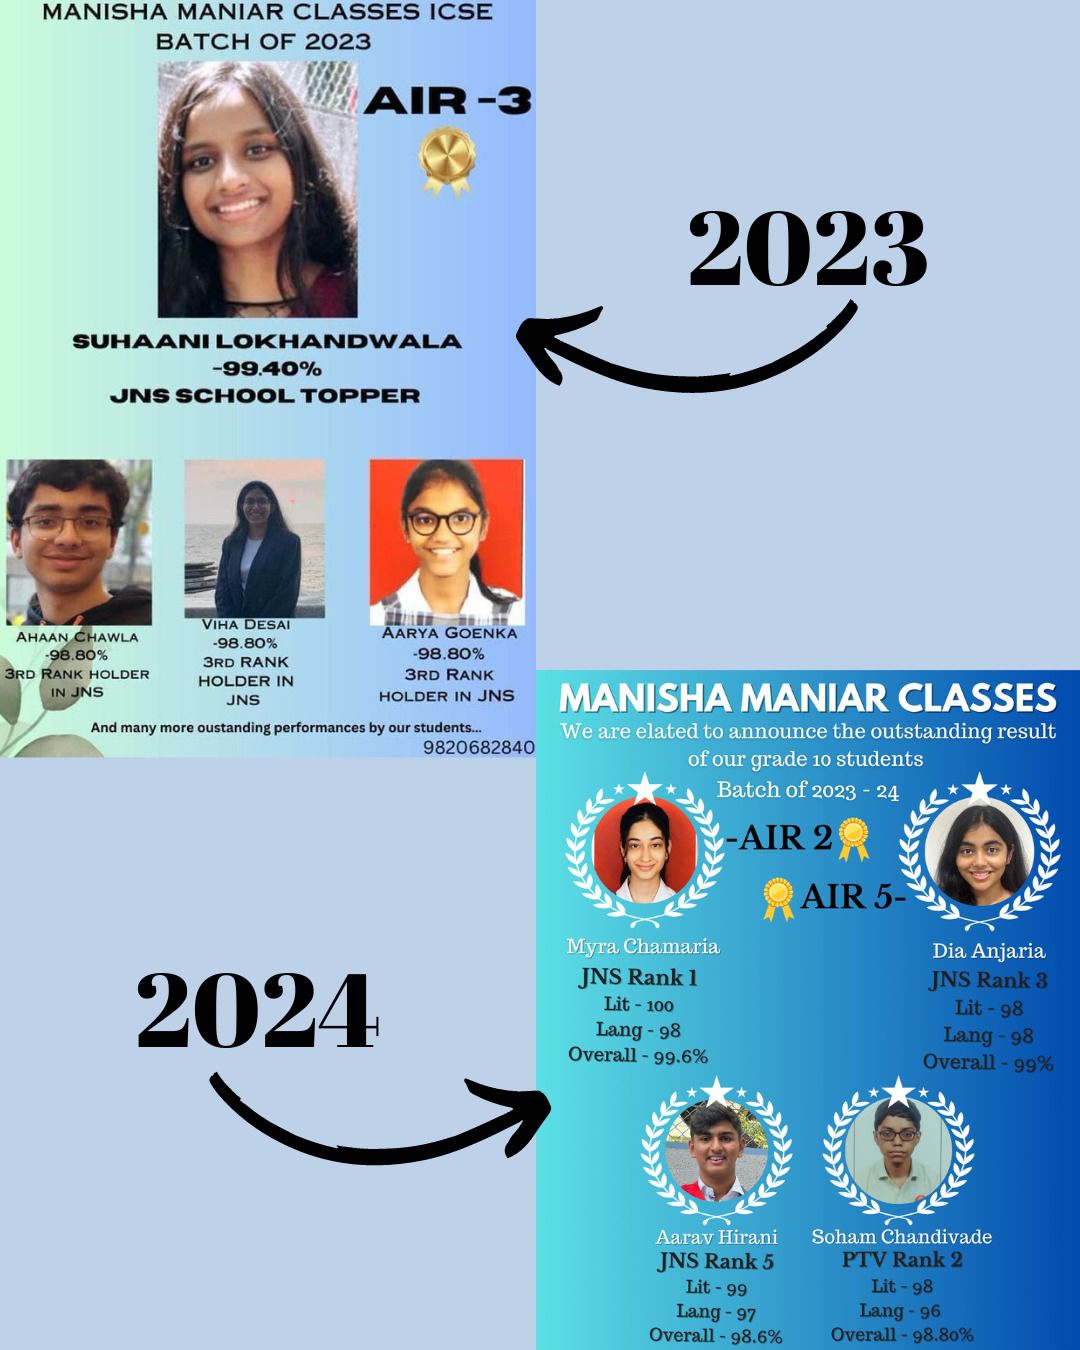 MANISHA MANIAR CLASSES ICSE
BATCH OF 2023
AIR -3
SUHAANI LOKHANDWALA
-99.40%
JNS SCHOOL TOPPER
AHAAN CHAWLA
-98.80%
3RD RANK HOLDER
IN JNS
VIHA DESAI
-98.80%
3RD RANK
HOLDER IN
JNS
AARYA GOENKA
-98.80%
3RD RANK
HOLDER IN JNS
And many more oustanding performances by our students...
9820682840
2023
2024
MANISHA MANIAR CLASSES
We are elated to announce the outstanding result
of our grade 10 students
Batch of 2023 - 24
-AIR 2
AIR 5-
Myra Chamaria
JNS Rank 1
Lit - 100
Lang - 98
Overall - 99.6%
Dia Anjaria
JNS Rank 3
Lit - 98
Lang - 98
Overall - 99%
Aarav Hirani
JNS Rank 5
Lit - 99
Lang - 97
Overall - 98.6%
Soham Chandivade
PTV Rank 2
Lit - 98
Lang - 96
Overall - 98.80%